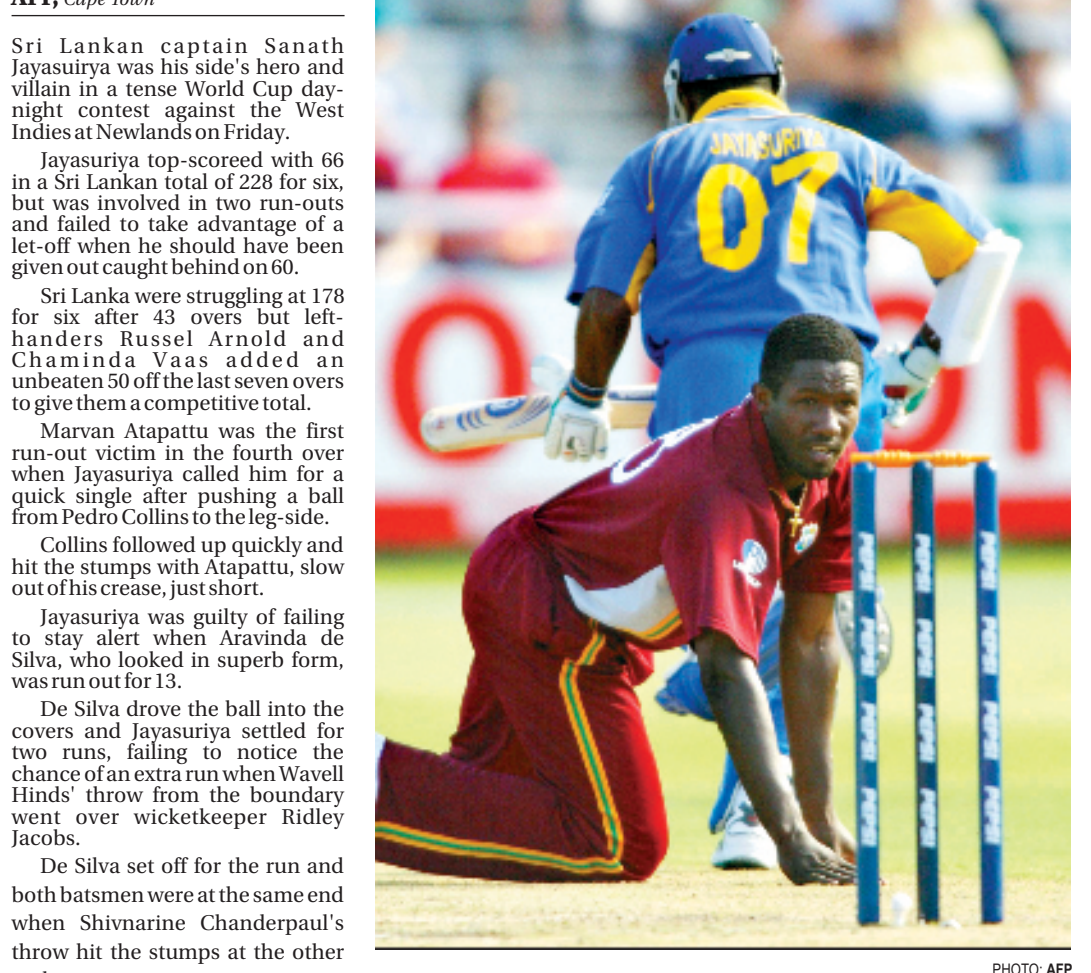 AFP, Cape Town
Sri Lankan captain Sanath
Jayasuirya was his side's hero and
villain in a tense World Cup day-
night contest against the West
Indies at Newlands on Friday.
Jayasuriya top-scoreed with 66
in a Sri Lankan total of 228 for six,
but was involved in two run-outs
and failed to take advantage of a
let-off when he should have been
given out caught behind on 60.
Sri Lanka were struggling at 178
for six after 43 overs but left-
handers Russel Arnold and
Chaminda Vaas added an
unbeaten 50 off the last seven overs
to give them a competitive total.
Marvan Atapattu was the first
run-out victim in the fourth over
when Jayasuriya called him for a
quick single after pushing a ball
from Pedro Collins to the leg-side.
Collins followed up quickly and
hit the stumps with Atapattu, slow
out of his crease, just short.
Jayasuriya was guilty of failing
to stay alert when Aravinda de
Silva, who looked in superb form,
was run out for 13.
De Silva drove the ball into the
covers and Jayasuriya settled for
two runs, failing to notice the
chance of an extra run when Wavell
Hinds' throw from the boundary
went over wicketkeeper Ridley
Jacobs.
De Silva set off for the run and
both batsmen were at the same end
when Shivnarine Chanderpaul's
throw hit the stumps at the other
JAYASURIYA
07
PEPSI PEPSI PEPSI
PEPSI PEPSI PEPSI
PEPSI PEPSI PEPSI
PEPSI PEPSI PEPSI
PHOTO: AFP